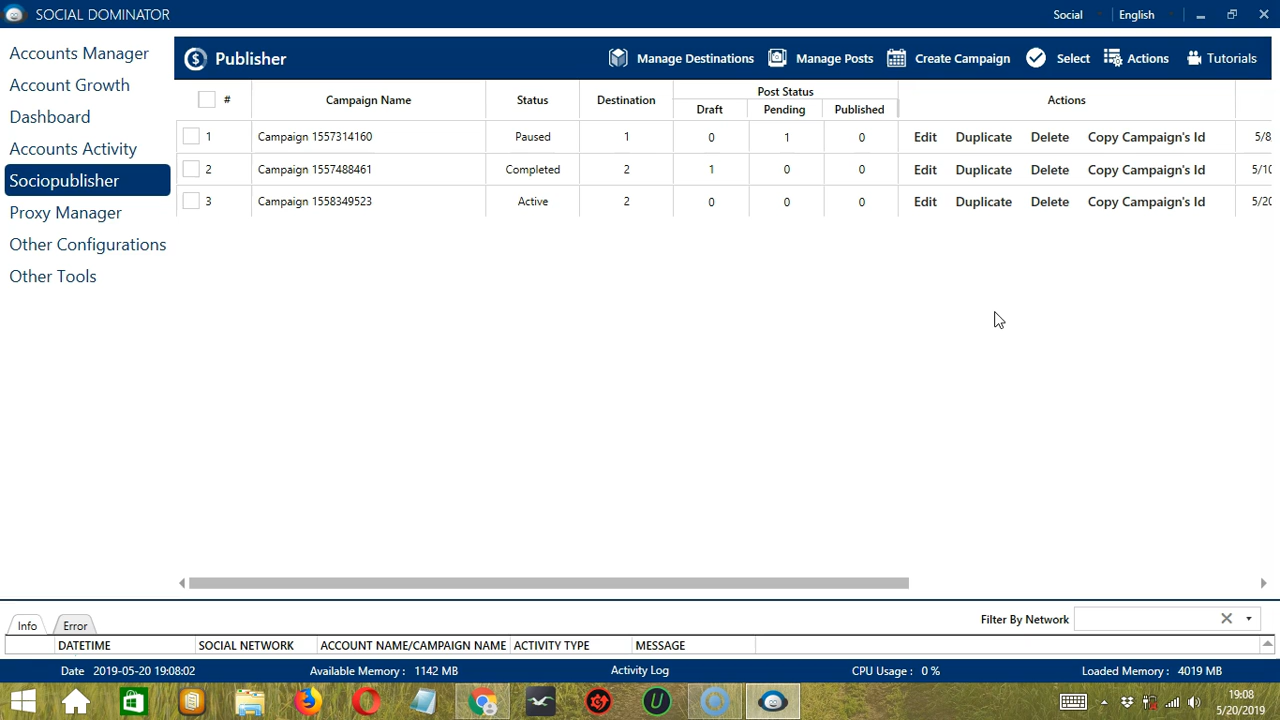 SOCIAL DOMINATOR
Social
English
Accounts Manager
Account Growth
Dashboard
Accounts Activity
Sociopublisher
Proxy Manager
Other Configurations
Other Tools
Publisher
Manage Destinations
Manage Posts
Create Campaign
Select
Actions
Tutorials
# Campaign Name Status Destination Post Status Actions
Draft Pending Published
1 Campaign 1557314160 Paused 1 0 1 0 Edit Duplicate Delete Copy Campaign's Id 5/8
2 Campaign 1557488461 Completed 2 1 0 0 Edit Duplicate Delete Copy Campaign's Id 5/10
3 Campaign 1558349523 Active 2 0 0 0 Edit Duplicate Delete Copy Campaign's Id 5/20
Info Error
Filter By Network
DATETIME SOCIAL NETWORK ACCOUNT NAME/CAMPAIGN NAME ACTIVITY TYPE MESSAGE
Date 2019-05-20 19:08:02 Available Memory : 1142 MB Activity Log CPU Usage : 0 % Loaded Memory : 4019 MB
19:08
5/20/2019